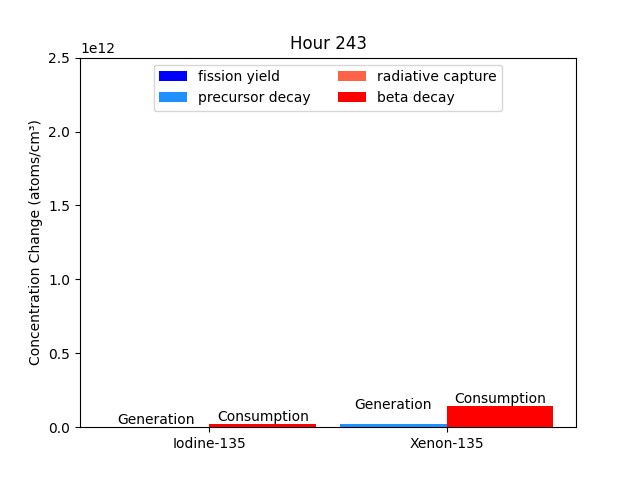 Hour 243
1e12
fission yield
precursor decay
radiative capture
beta decay
Concentration Change (atoms/cm³)
2.5
2.0
1.5
1.0
0.5
0.0
Generation
Consumption
Generation
Consumption
Iodine-135
Xenon-135